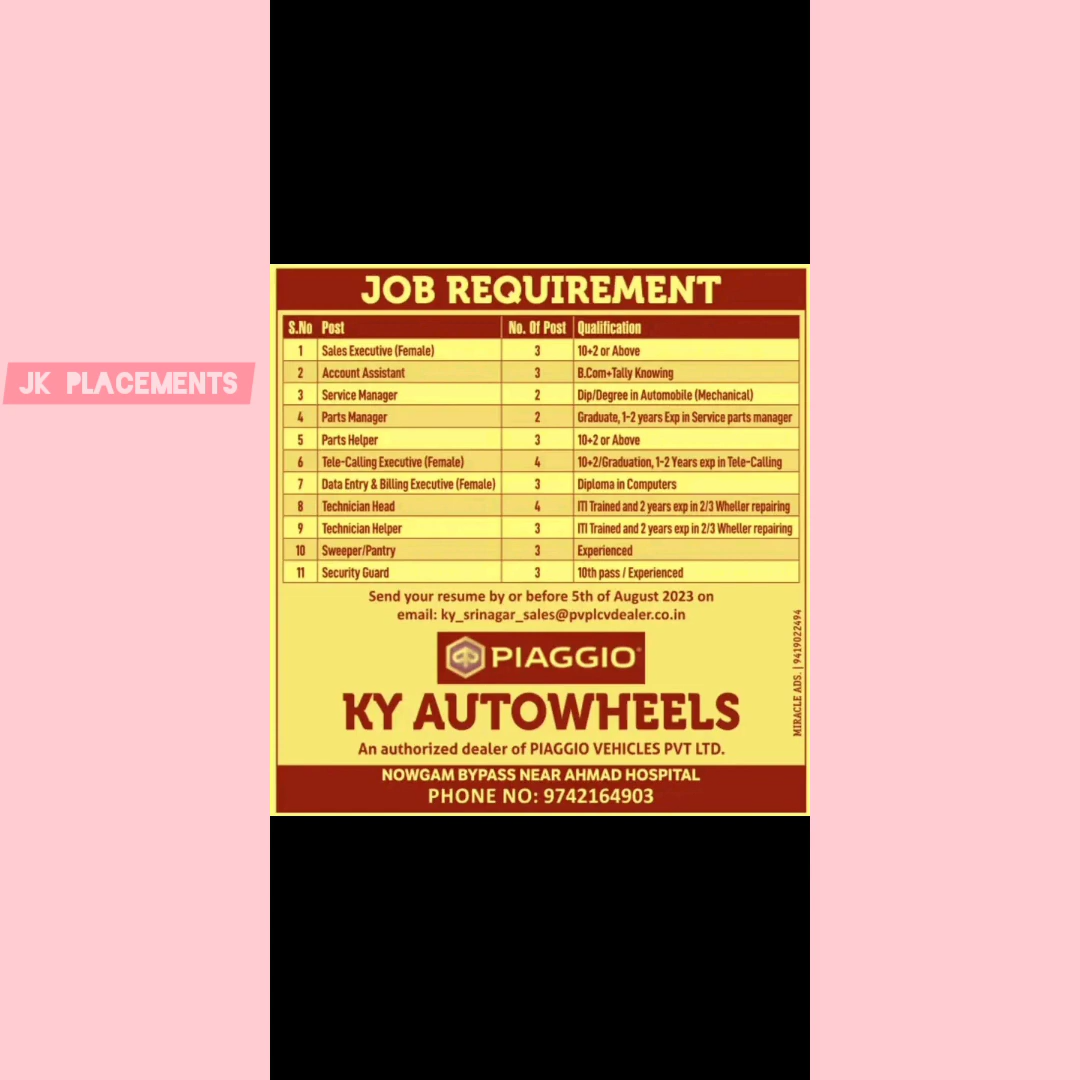 JK PLACEMENTS
JOB REQUIREMENT
S.No Post No. Of Post Qualification
1 Sales Executive (Female) 3 10+2 or Above
2 Account Assistant 3 B.Com+Tally Knowing
3 Service Manager 2 Dip/Degree in Automobile (Mechanical)
4 Parts Manager 2 Graduate, 1-2 years Exp in Service parts manager
5 Parts Helper 3 10+2 or Above
6 Tele-Calling Executive (Female) 4 10+2/Graduation, 1-2 Years exp in Tele-Calling
7 Data Entry & Billing Executive (Female) 3 Diploma in Computers
8 Technician Head 4 ITI Trained and 2 years exp in 2/3 Wheller repairing
9 Technician Helper 3 ITI Trained and 2 years exp in 2/3 Wheller repairing
10 Sweeper/Pantry 3 Experienced
11 Security Guard 3 10th pass / Experienced
Send your resume by or before 5th of August 2023 on
email: ky_srinagar_sales@pvplcvdealer.co.in
PIAGGIO
KY AUTOWHEELS
An authorized dealer of PIAGGIO VEHICLES PVT LTD.
MIRACLE ADS. | 9419022494
NOWGAM BYPASS NEAR AHMAD HOSPITAL
PHONE NO: 9742164903